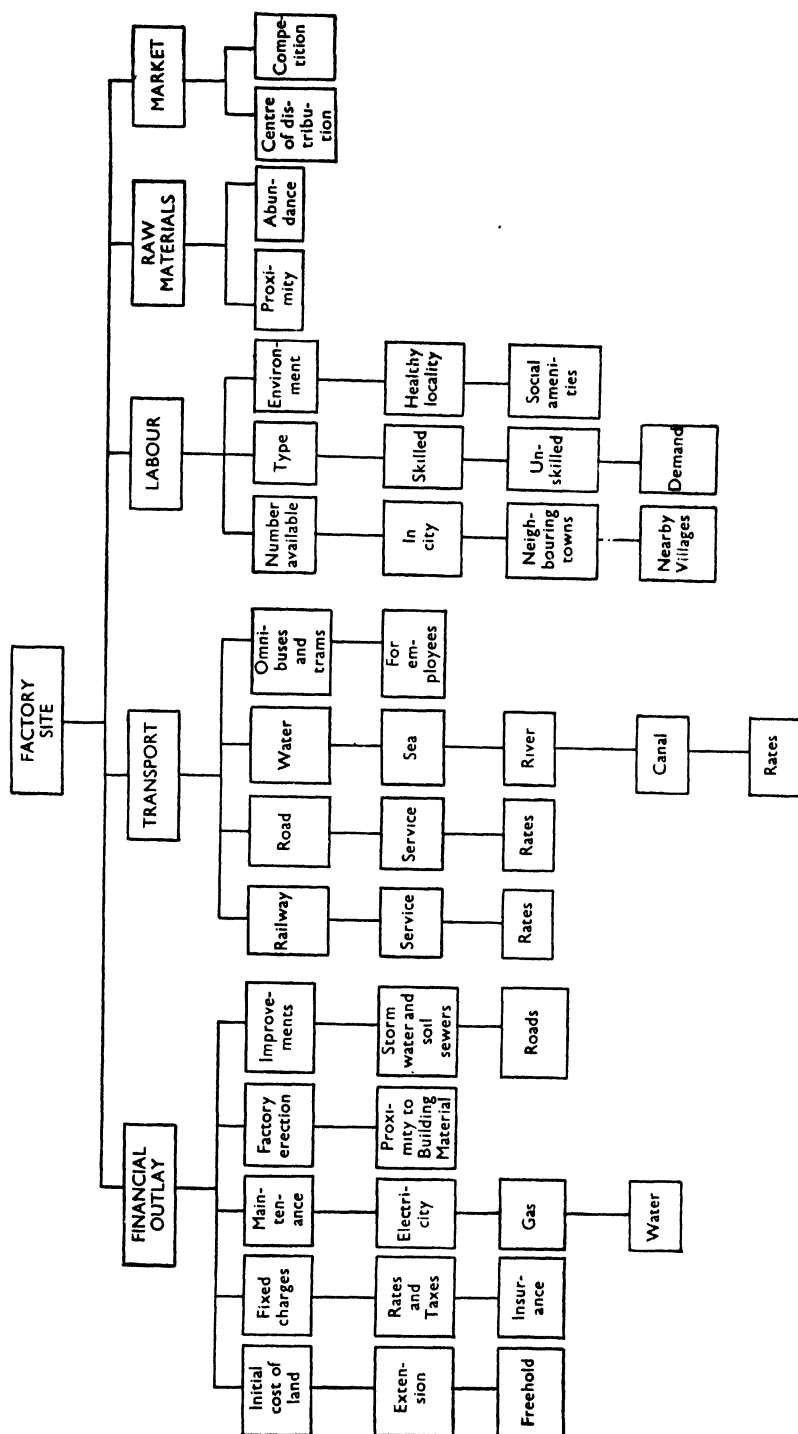 FACTORY
SITE
FINANCIAL
OUTLAY
TRANSPORT
LABOUR
RAW
MATERIALS
MARKET
Initial
cost of
land
Fixed
charges
Main-
ten-
ance
Factory
erection
Improve-
ments
Railway
Road
Water
Omni-
buses
and
trams
Number
available
Type
Environ-
ment
Proxi-
mity
Abun-
dance
Centre
of dis-
tribu-
tion
Compe-
tition
Exten-
sion
Rates
and
Taxes
Electri-
city
Proxi-
mity to
Building
Material
Storm
water and
soil
sewers
Service
Service
Sea
For
em-
ployees
In
city
Skilled
Healthy
locality
Freehold
Insur-
ance
Gas
Roads
Rates
Rates
River
Neigh-
bouring
towns
Un-
skilled
Social
ameni-
ties
Water
Canal
Nearby
Villages
Demand
Rates